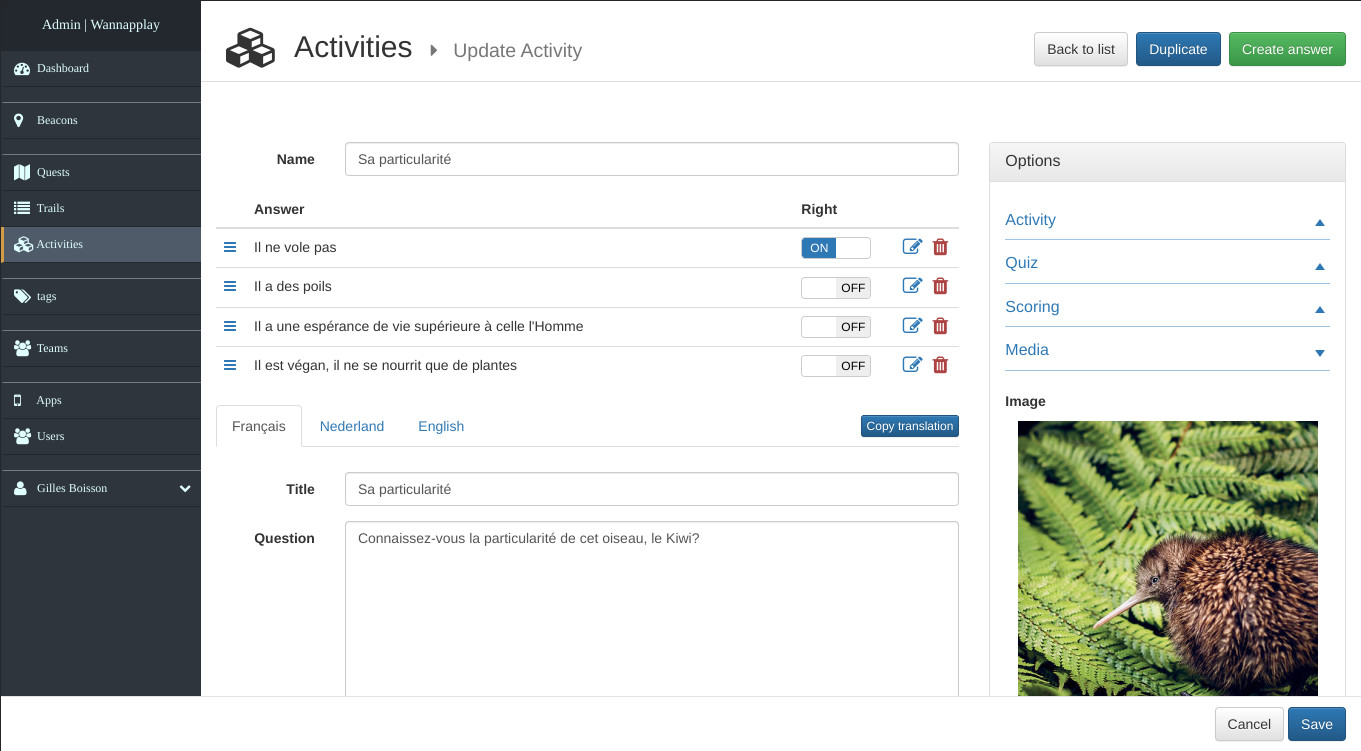 Admin | Wannapplay
Dashboard
Beacons
Quests
Trails
Activities
tags
Teams
Apps
Users
Gilles Boisson
Activities Update Activity
Back to list Duplicate Create answer
Name Sa particularité
Answer Right
Il ne vole pas ON
Il a des poils OFF
Il a une espérance de vie supérieure à celle l'Homme OFF
Il est végan, il ne se nourrit que de plantes OFF
Français Nederland English Copy translation
Title Sa particularité
Question Connaissez-vous la particularité de cet oiseau, le Kiwi?
Options
Activity
Quiz
Scoring
Media
Image
Cancel Save